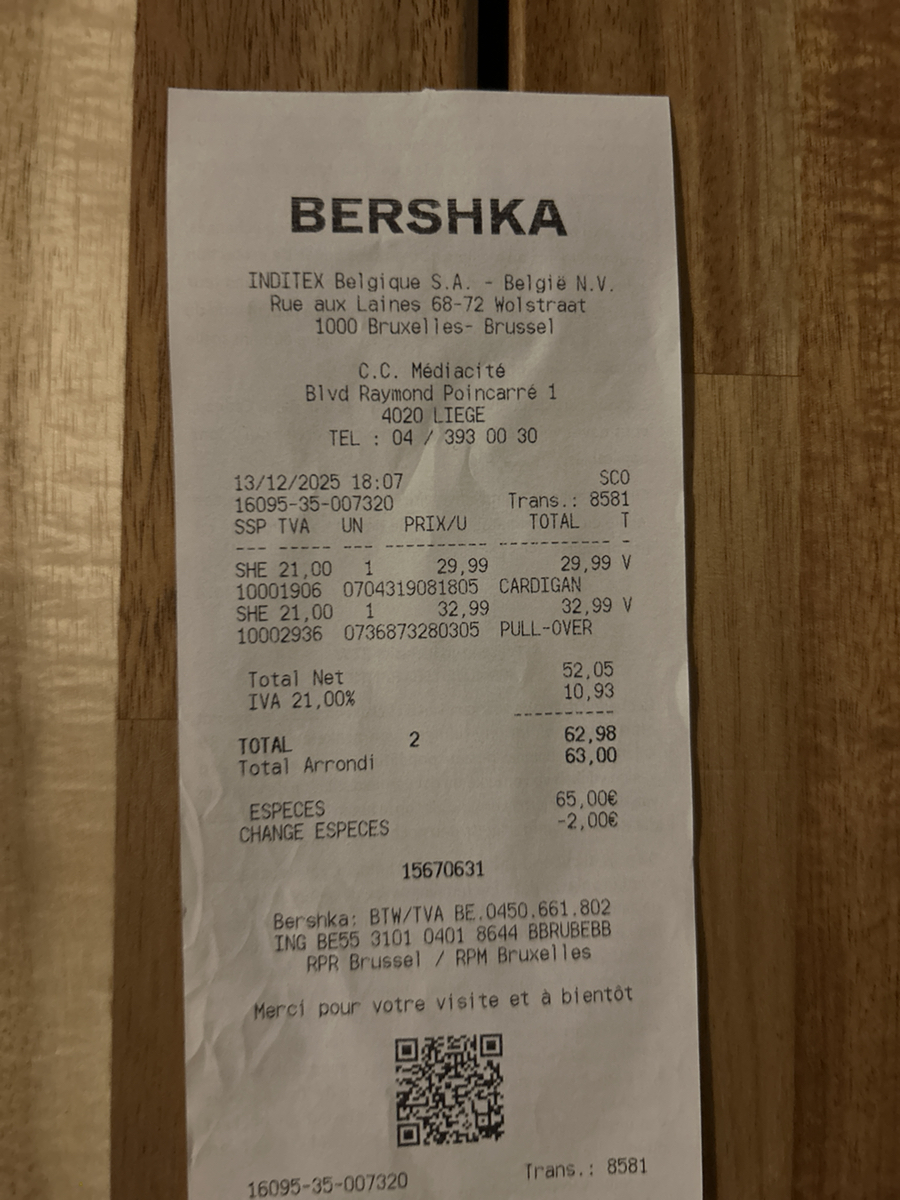 BERSHKA
INDITEX Belgique S.A. - België N.V.
Rue aux Laines 68-72 Wolstraat
1000 Bruxelles- Brussel
C.C. Médiacité
Blvd Raymond Poincarré 1
4020 LIEGE
TEL : 04 / 393 00 30
13/12/2025 18:07 SCO
16095-35-007320 Trans.: 8581
SSP TVA UN PRIX/U TOTAL T
--- ----- --- ---------- ----------- -
SHE 21,00 1 29,99 29,99 V
10001906 0704319081805 CARDIGAN
SHE 21,00 1 32,99 32,99 V
10002936 0736873280305 PULL-OVER
Total Net 52,05
IVA 21,00% 10,93
----------
TOTAL 2 62,98
Total Arrondi 63,00
ESPECES 65,00€
CHANGE ESPECES -2,00€
15670631
Bershka: BTW/TVA BE.0450.661.802
ING BE55 3101 0401 8644 BBRUBEBB
RPR Brussel / RPM Bruxelles
Merci pour votre visite et à bientôt
16095-35-007320 Trans.: 8581